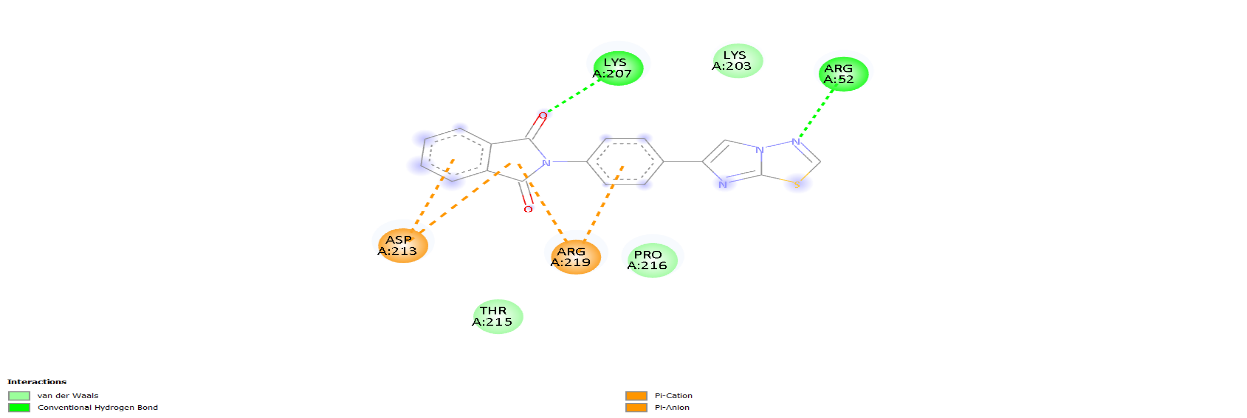 LYS
A:207
LYS
A:203
ARG
A:52
O
N
N
N
N
S
O
ASP
A:213
ARG
A:219
PRO
A:216
THR
A:215
Interactions
van der Waals
Conventional Hydrogen Bond
Pi-Cation
Pi-Anion